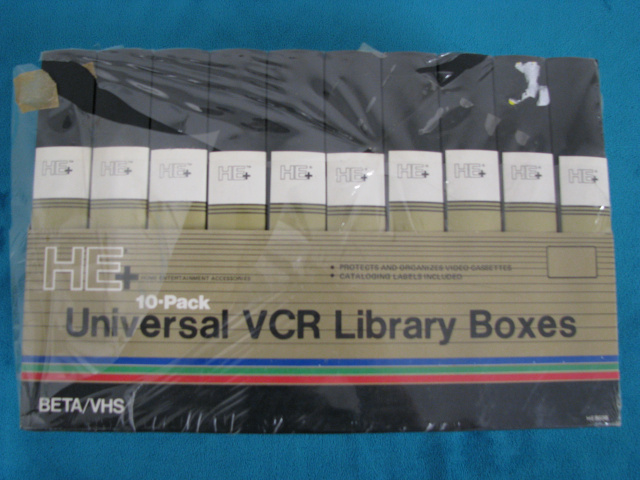 HE+ HE+ HE+ HE+ HE+ HE+ HE+ HE+ HE+ HE+
HE+ HOME ENTERTAINMENT ACCESSORIES
• PROTECTS AND ORGANIZES VIDEO CASSETTES
• CATALOGING LABELS INCLUDED
10•Pack
Universal VCR Library Boxes
BETA/VHS